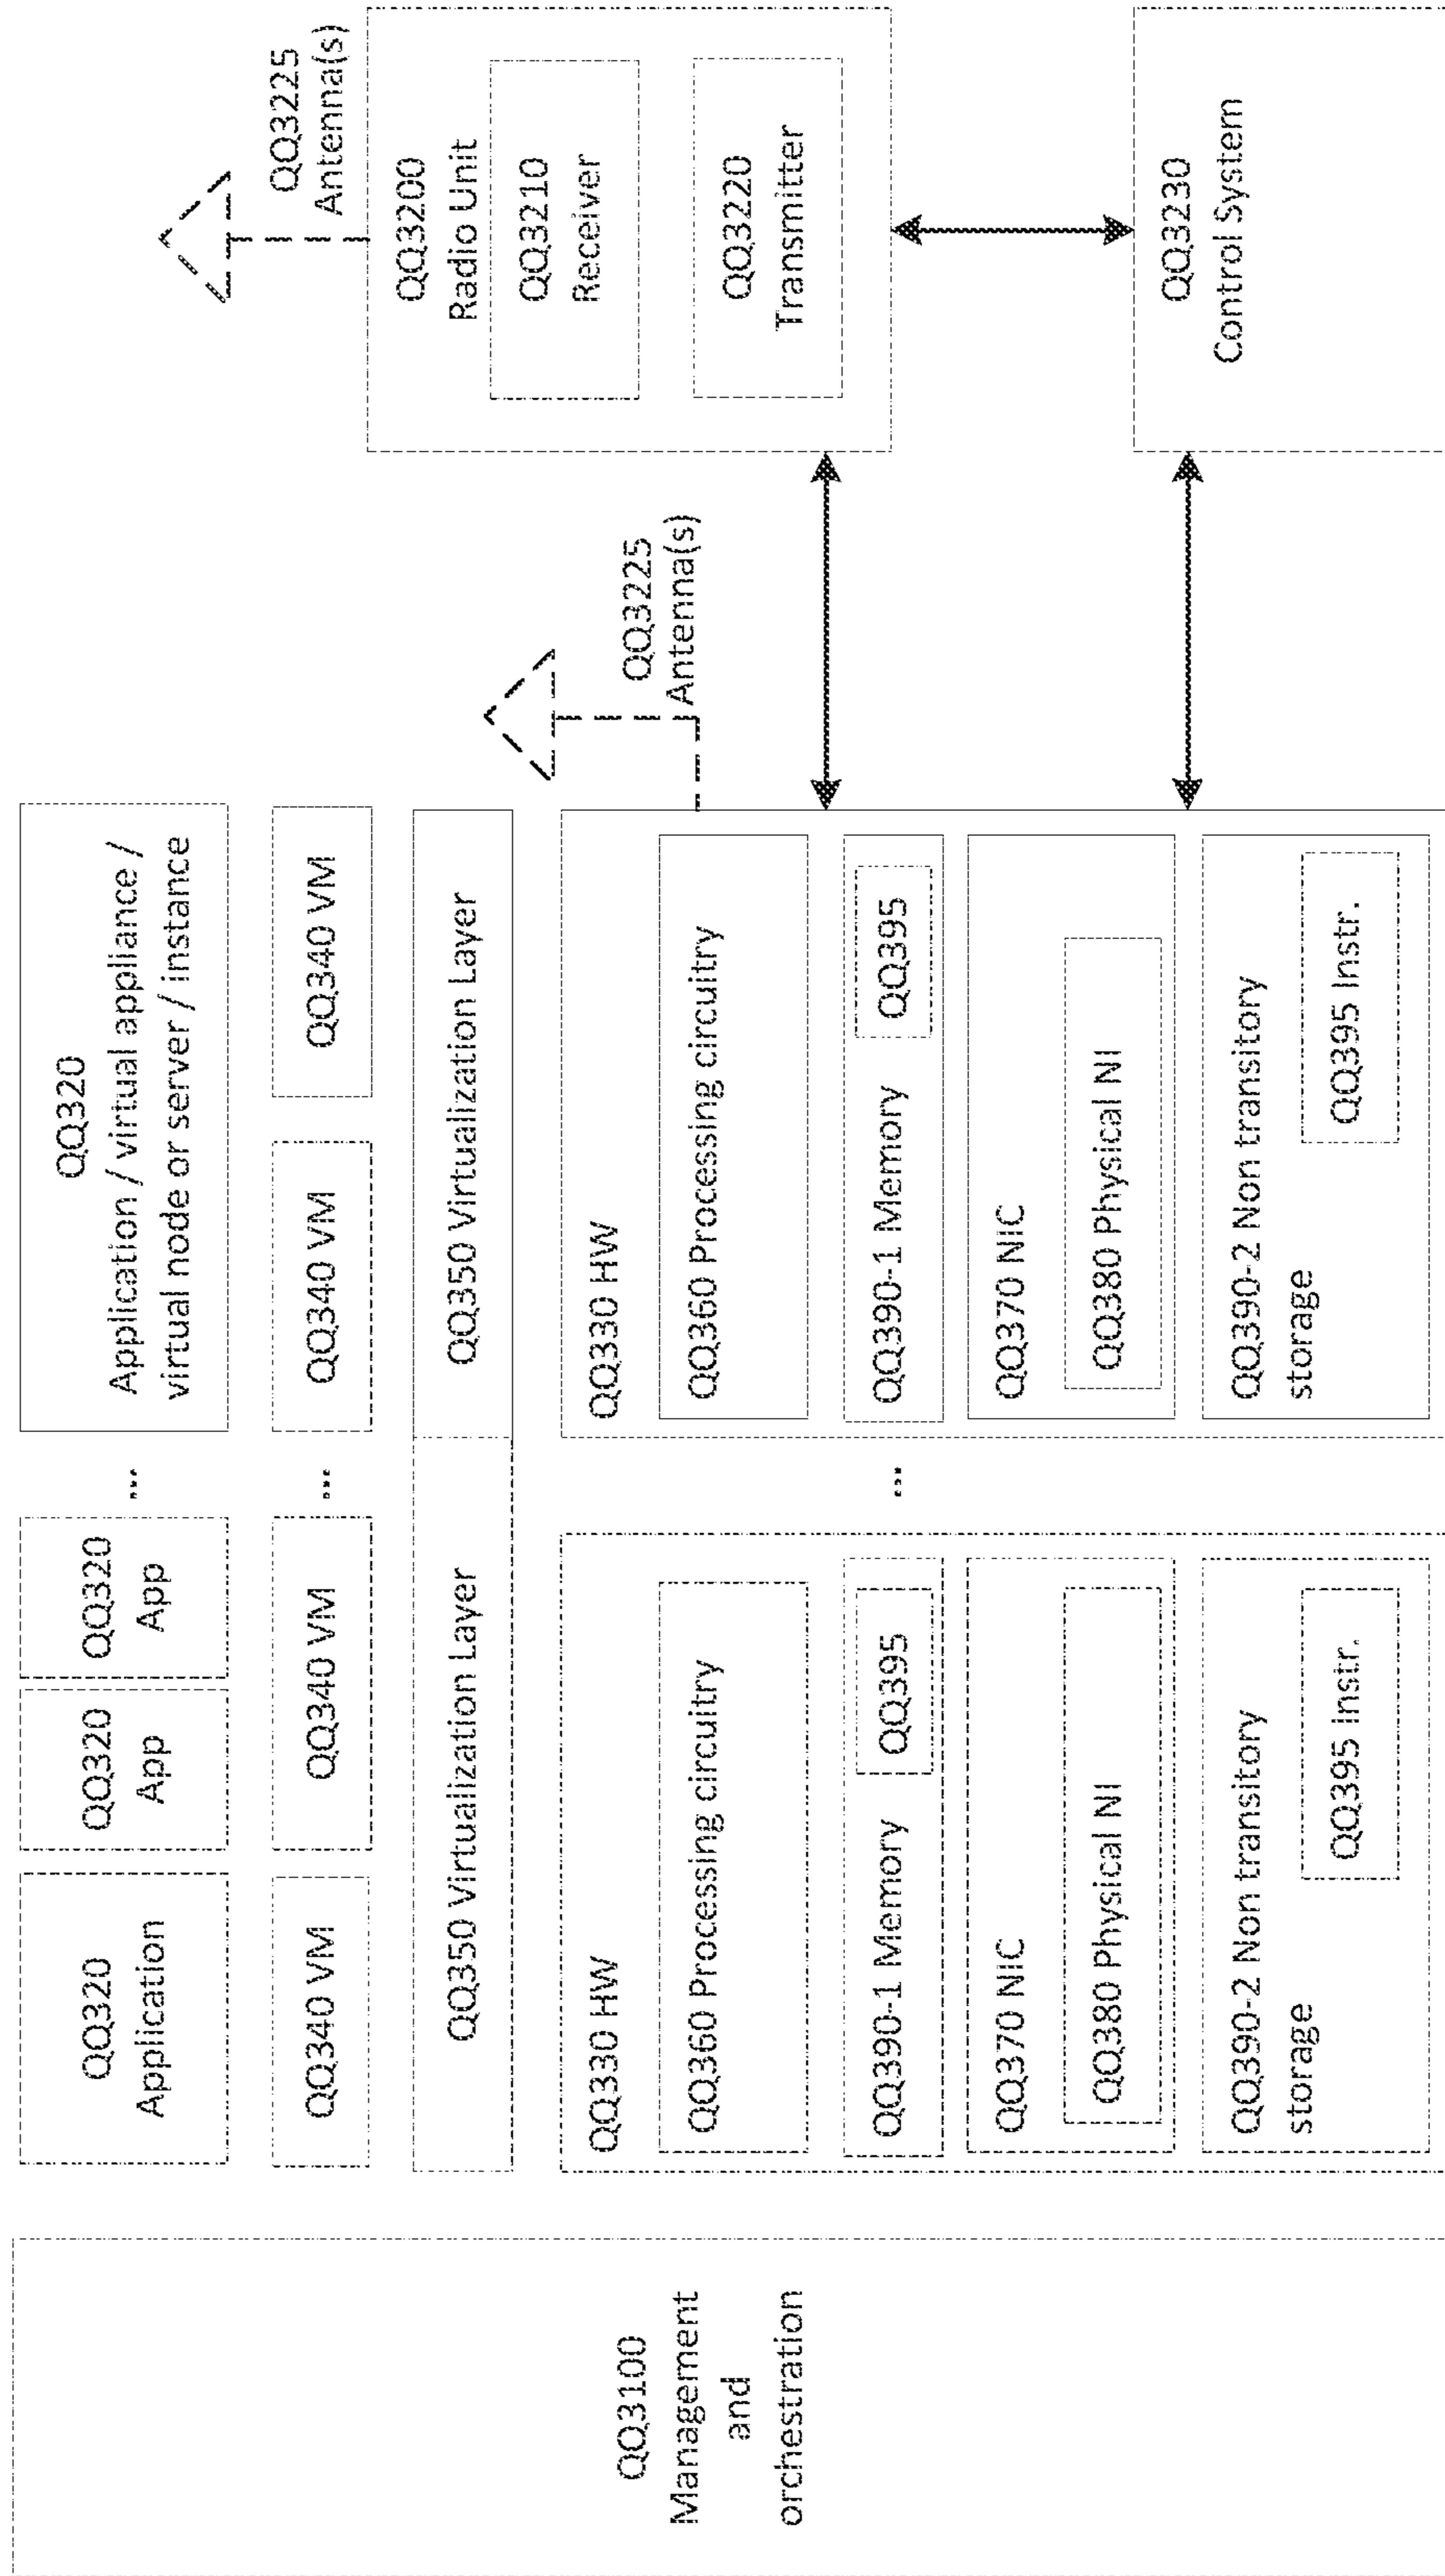 QQ3100
Management
and
orchestration
QQ320
Application
QQ320
App
QQ320
App
...
QQ320
Application / virtual appliance /
virtual node or server / instance
QQ340 VM
QQ340 VM
...
QQ340 VM
QQ340 VM
QQ350 Virtualization Layer
QQ350 Virtualization Layer
QQ330 HW
QQ360 Processing circuitry
QQ390-1 Memory
QQ395
QQ370 NIC
QQ380 Physical NI
QQ390-2 Non transitory
storage
QQ395 Instr.
...
QQ330 HW
QQ360 Processing circuitry
QQ390-1 Memory
QQ395
QQ370 NIC
QQ380 Physical NI
QQ390-2 Non transitory
storage
QQ395 Instr.
QQ3225
Antenna(s)
QQ3225
Antenna(s)
QQ3200
Radio Unit
QQ3210
Receiver
QQ3220
Transmitter
QQ3230
Control System